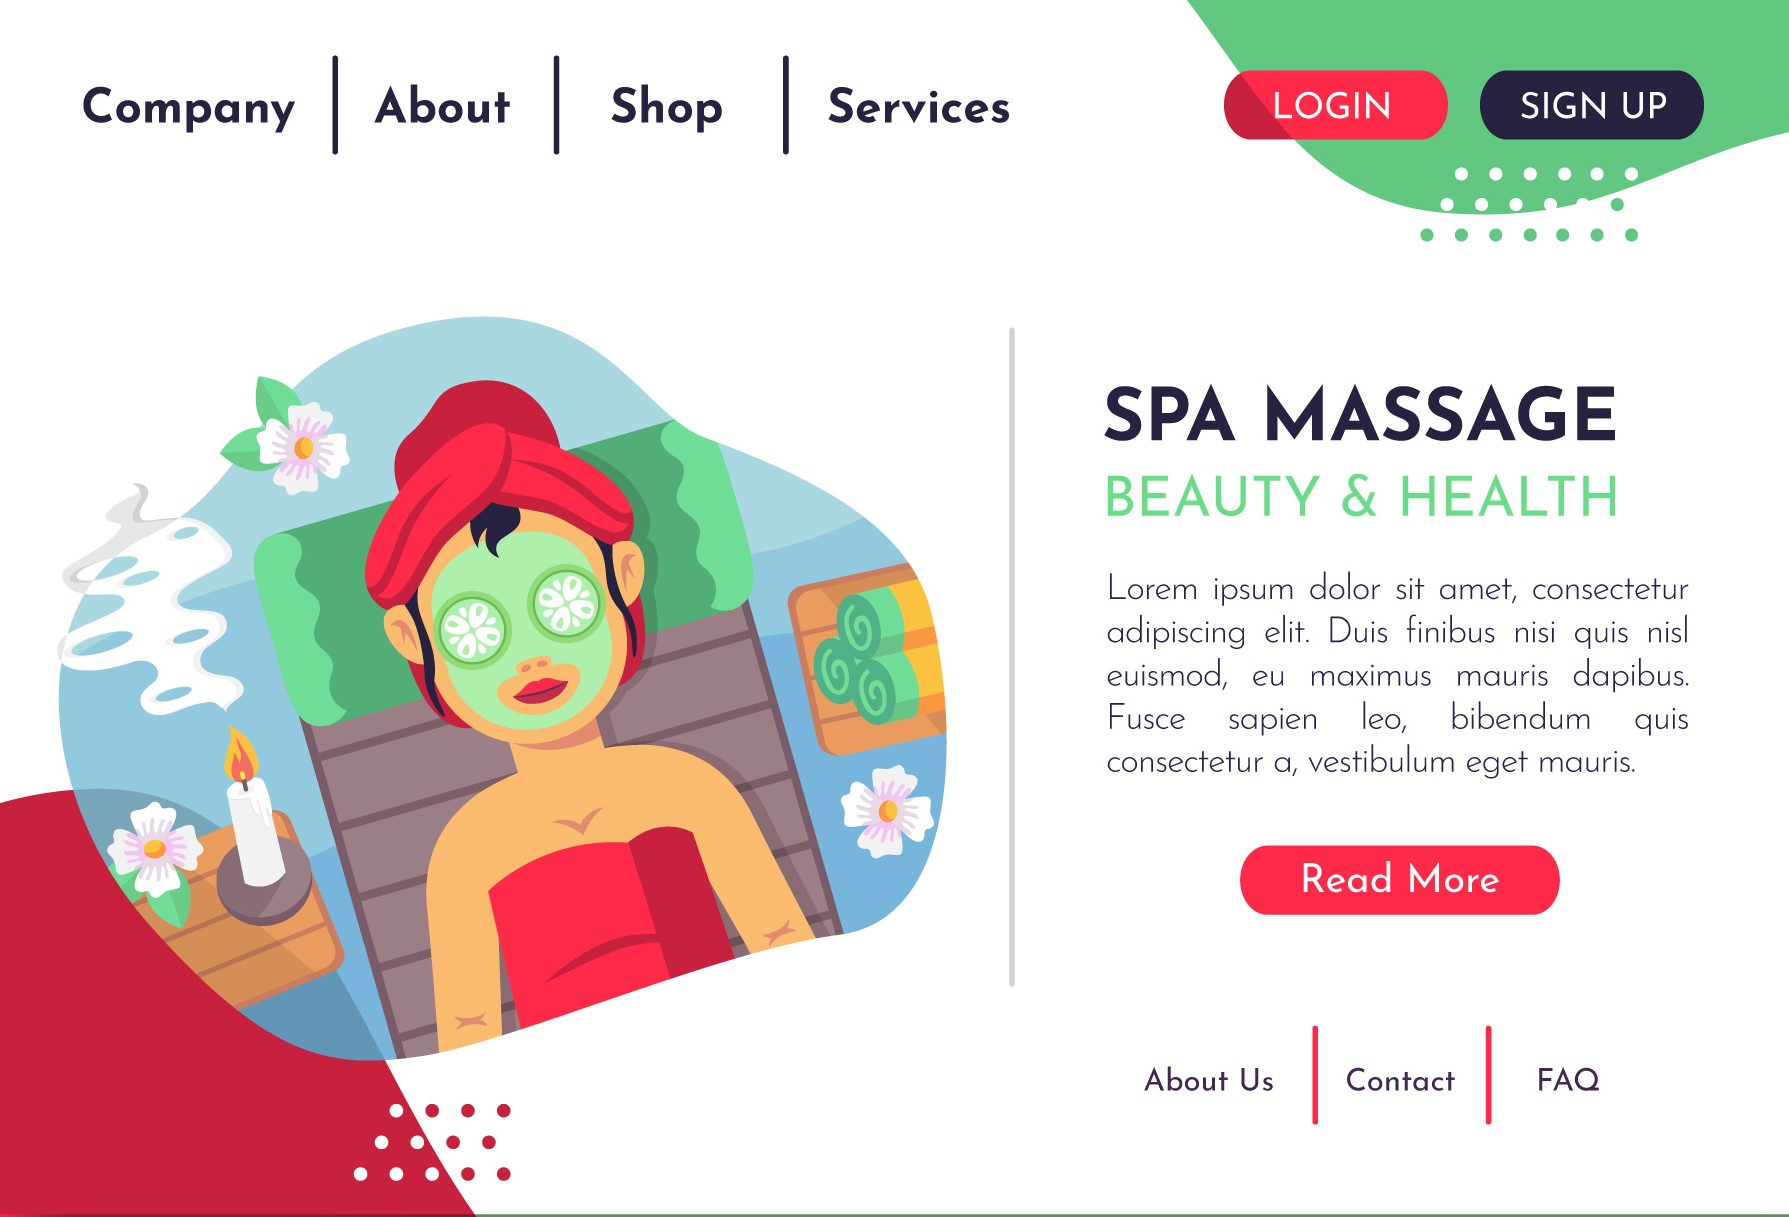 Company About Shop Services LOGIN SIGN UP
SPA MASSAGE
BEAUTY & HEALTH
Lorem ipsum dolor sit amet, consectetur
adipiscing elit. Duis finibus nisi quis nisl
euismod, eu maximus mauris dapibus.
Fusce sapien leo, bibendum quis
consectetur a, vestibulum eget mauris.
Read More
About Us Contact FAQ